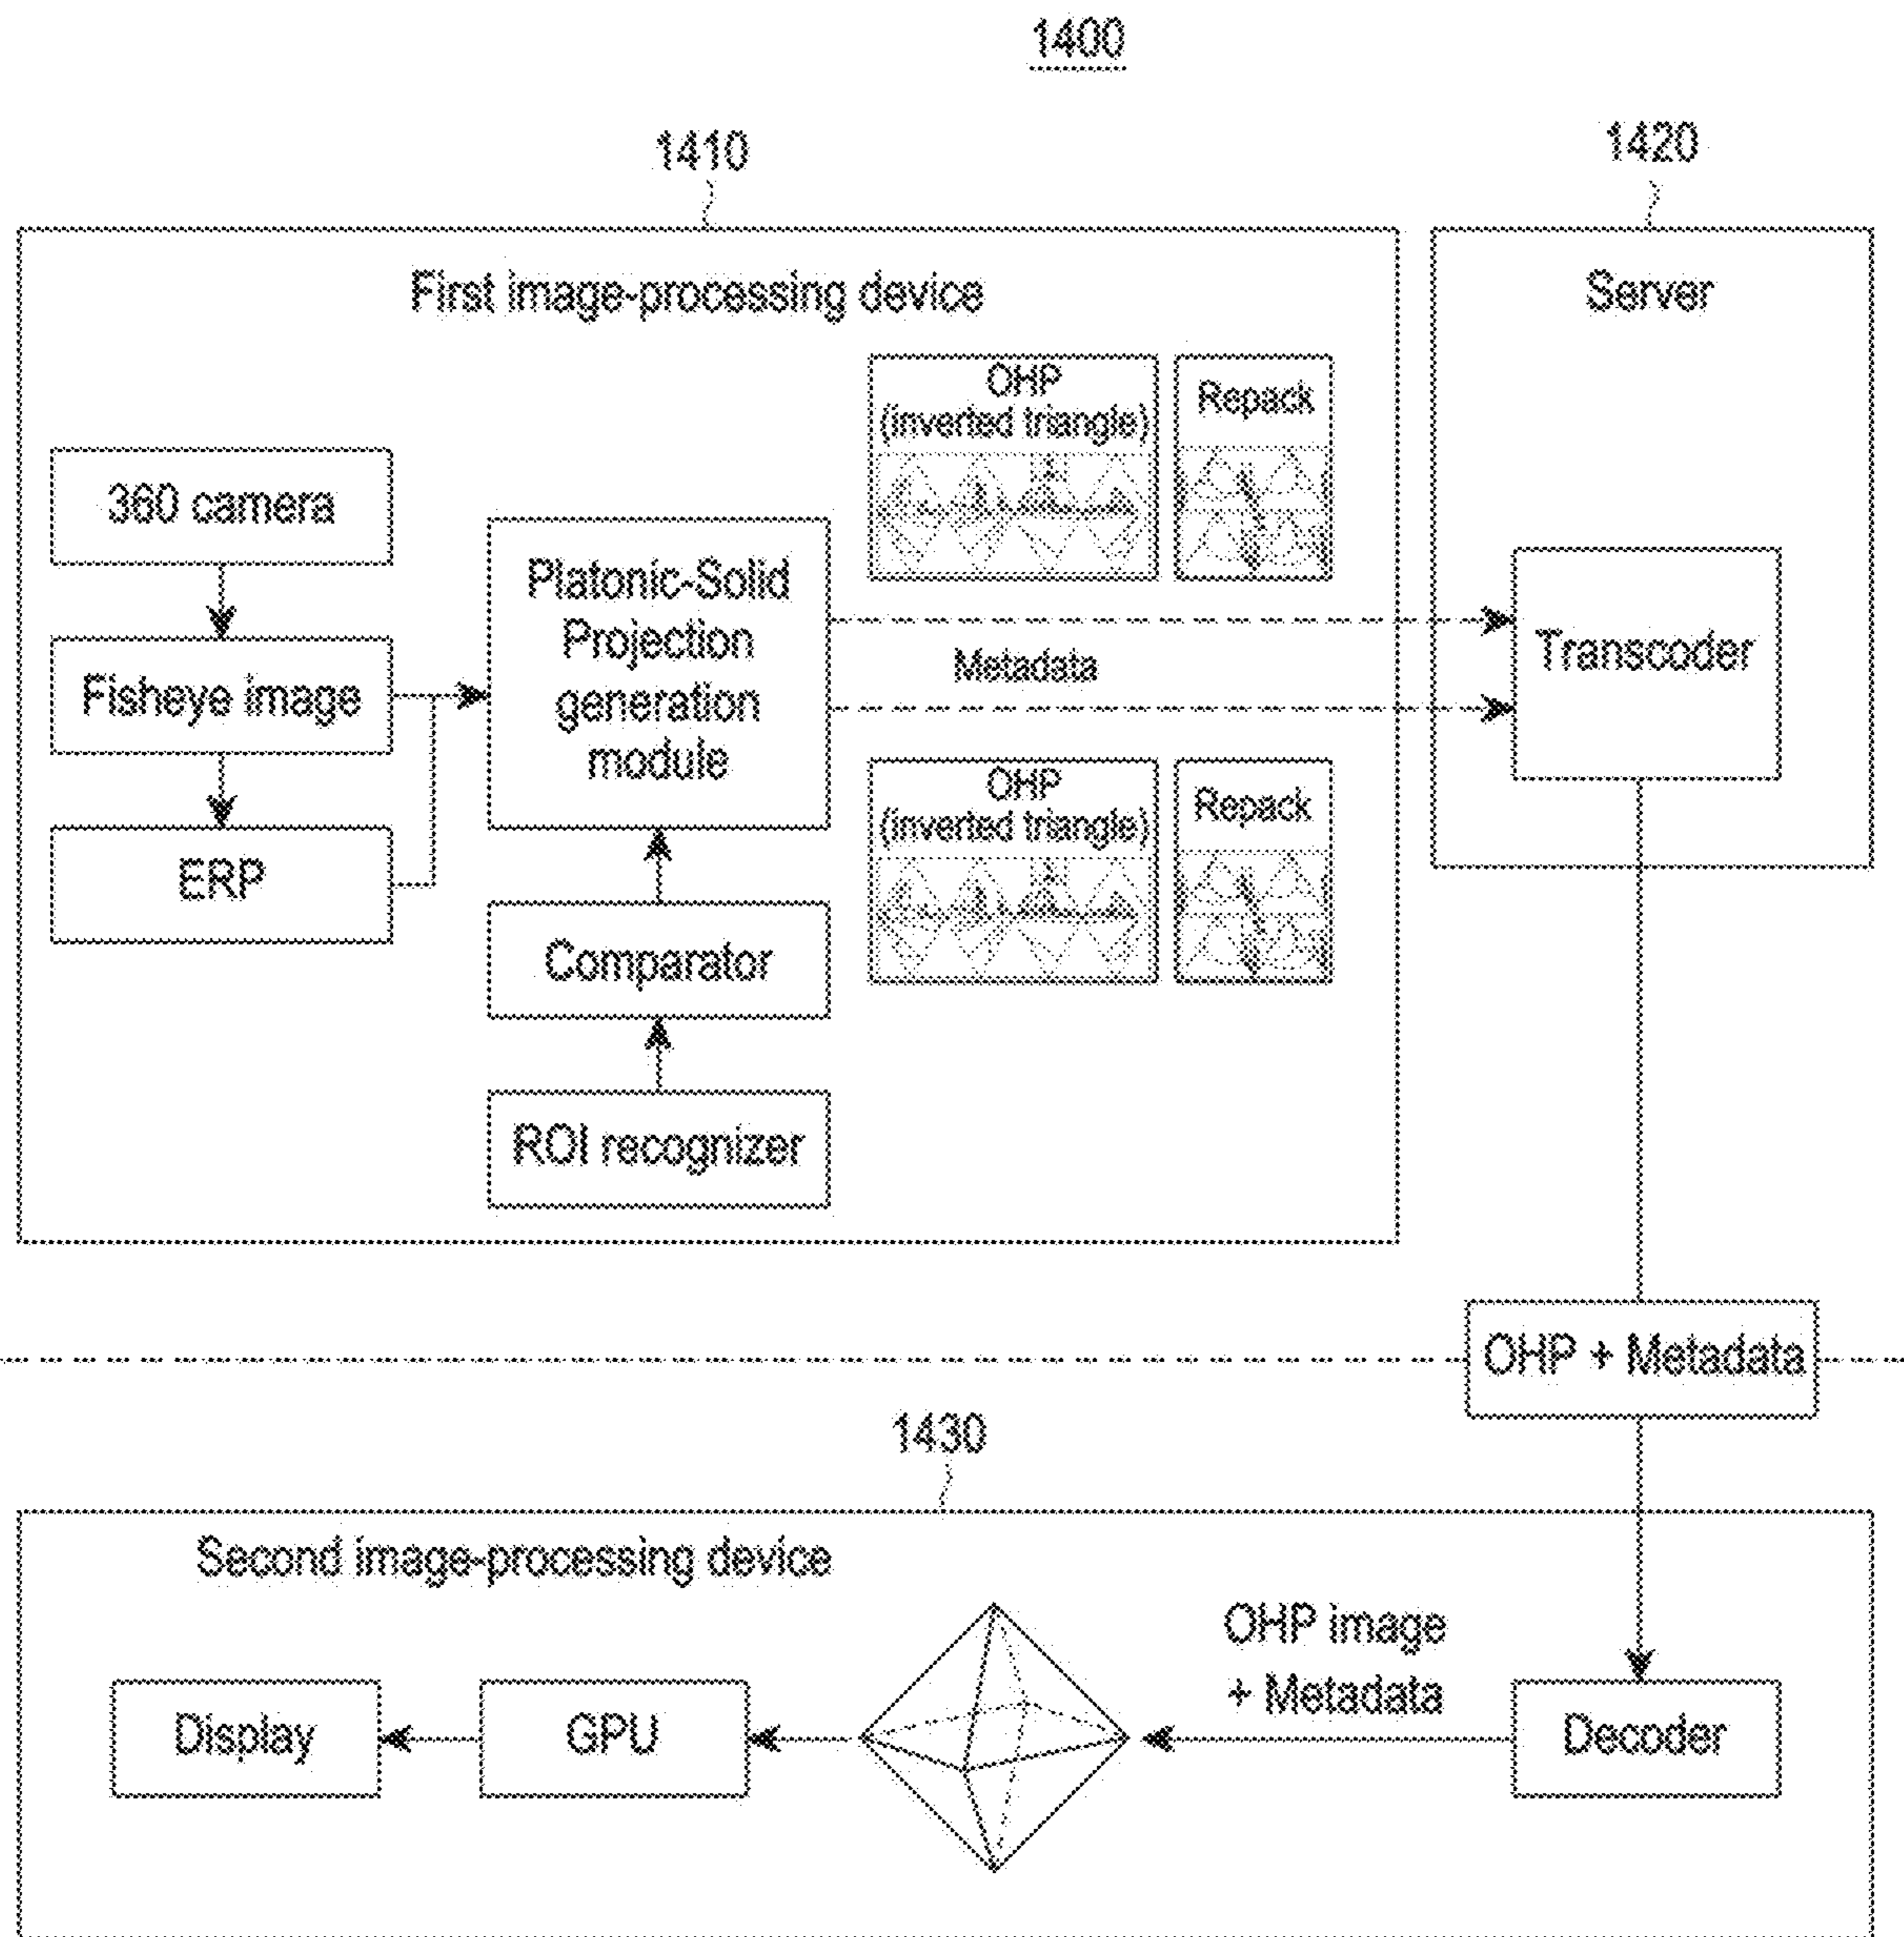 1400
1410
1420
First image-processing device
Server
OHP
(inverted triangle)
Repack
360 camera
Platonic-Solid
Projection
generation
module
Fisheye image
Metadata
Transcoder
OHP
(inverted triangle)
Repack
ERP
Comparator
ROI recognizer
OHP + Metadata
1430
Second image-processing device
OHP image
+ Metadata
Display
GPU
Decoder